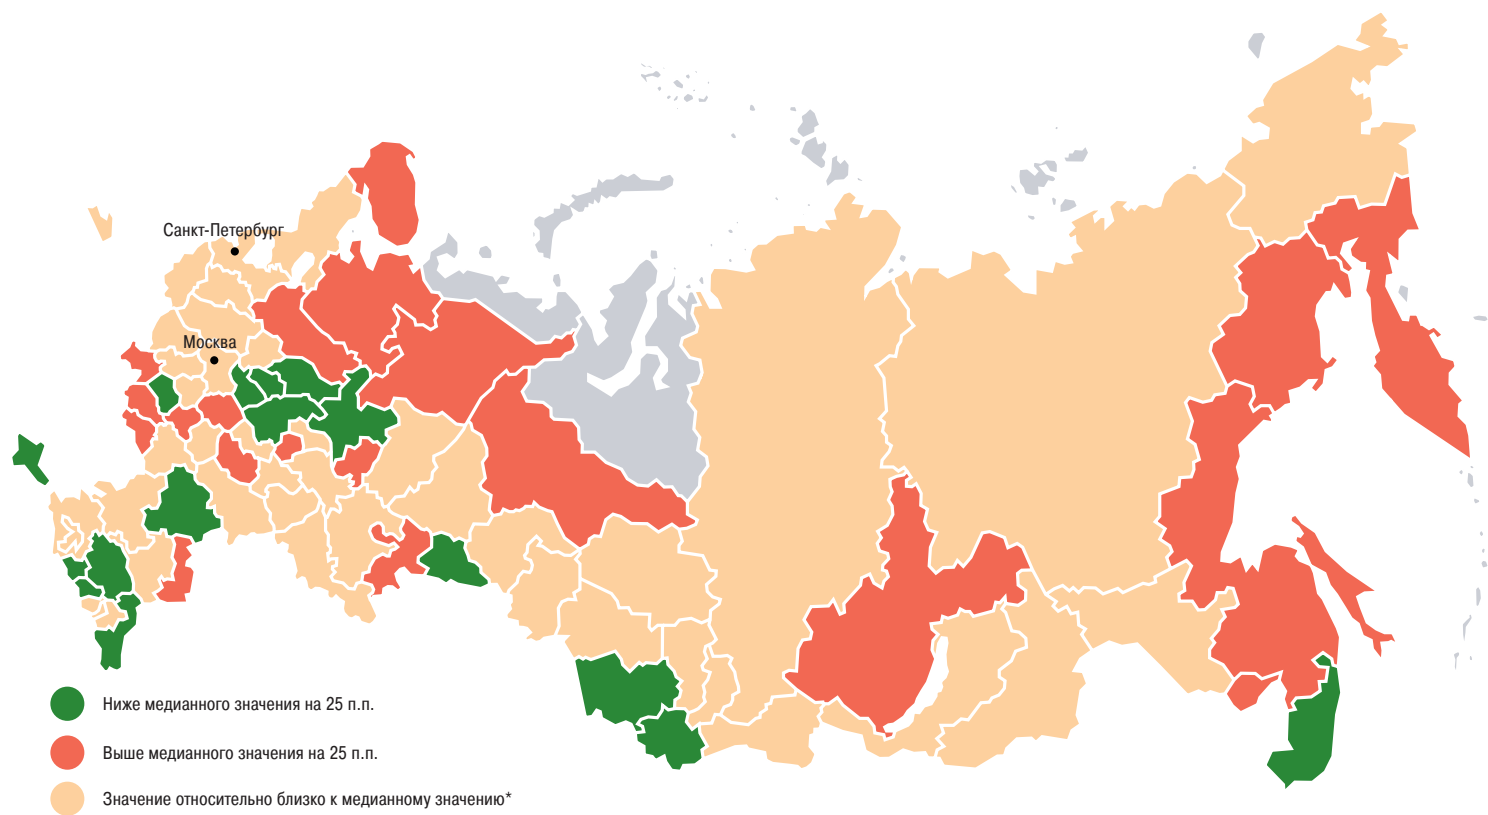 Санкт-Петербург
Москва
Ниже медианного значения на 25 п.п.
Выше медианного значения на 25 п.п.
Значение относительно близко к медианному значению*